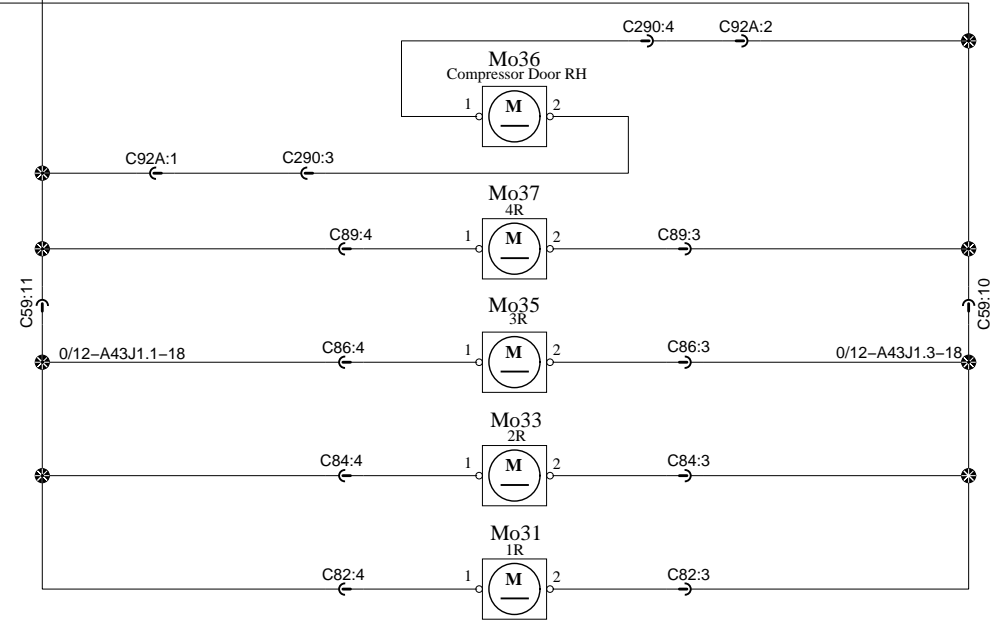 C290:4
C92A:2
Mo36
Compressor Door RH
1
M
2
C92A:1
C290:3
Mo37
4R
C89:4
1
M
2
C89:3
C59:11
C59:10
Mo35
3R
0/12−A43J1.1−18
C86:4
1
M
2
C86:3
0/12−A43J1.3−18
Mo33
2R
C84:4
1
M
2
C84:3
Mo31
1R
C82:4
1
M
2
C82:3